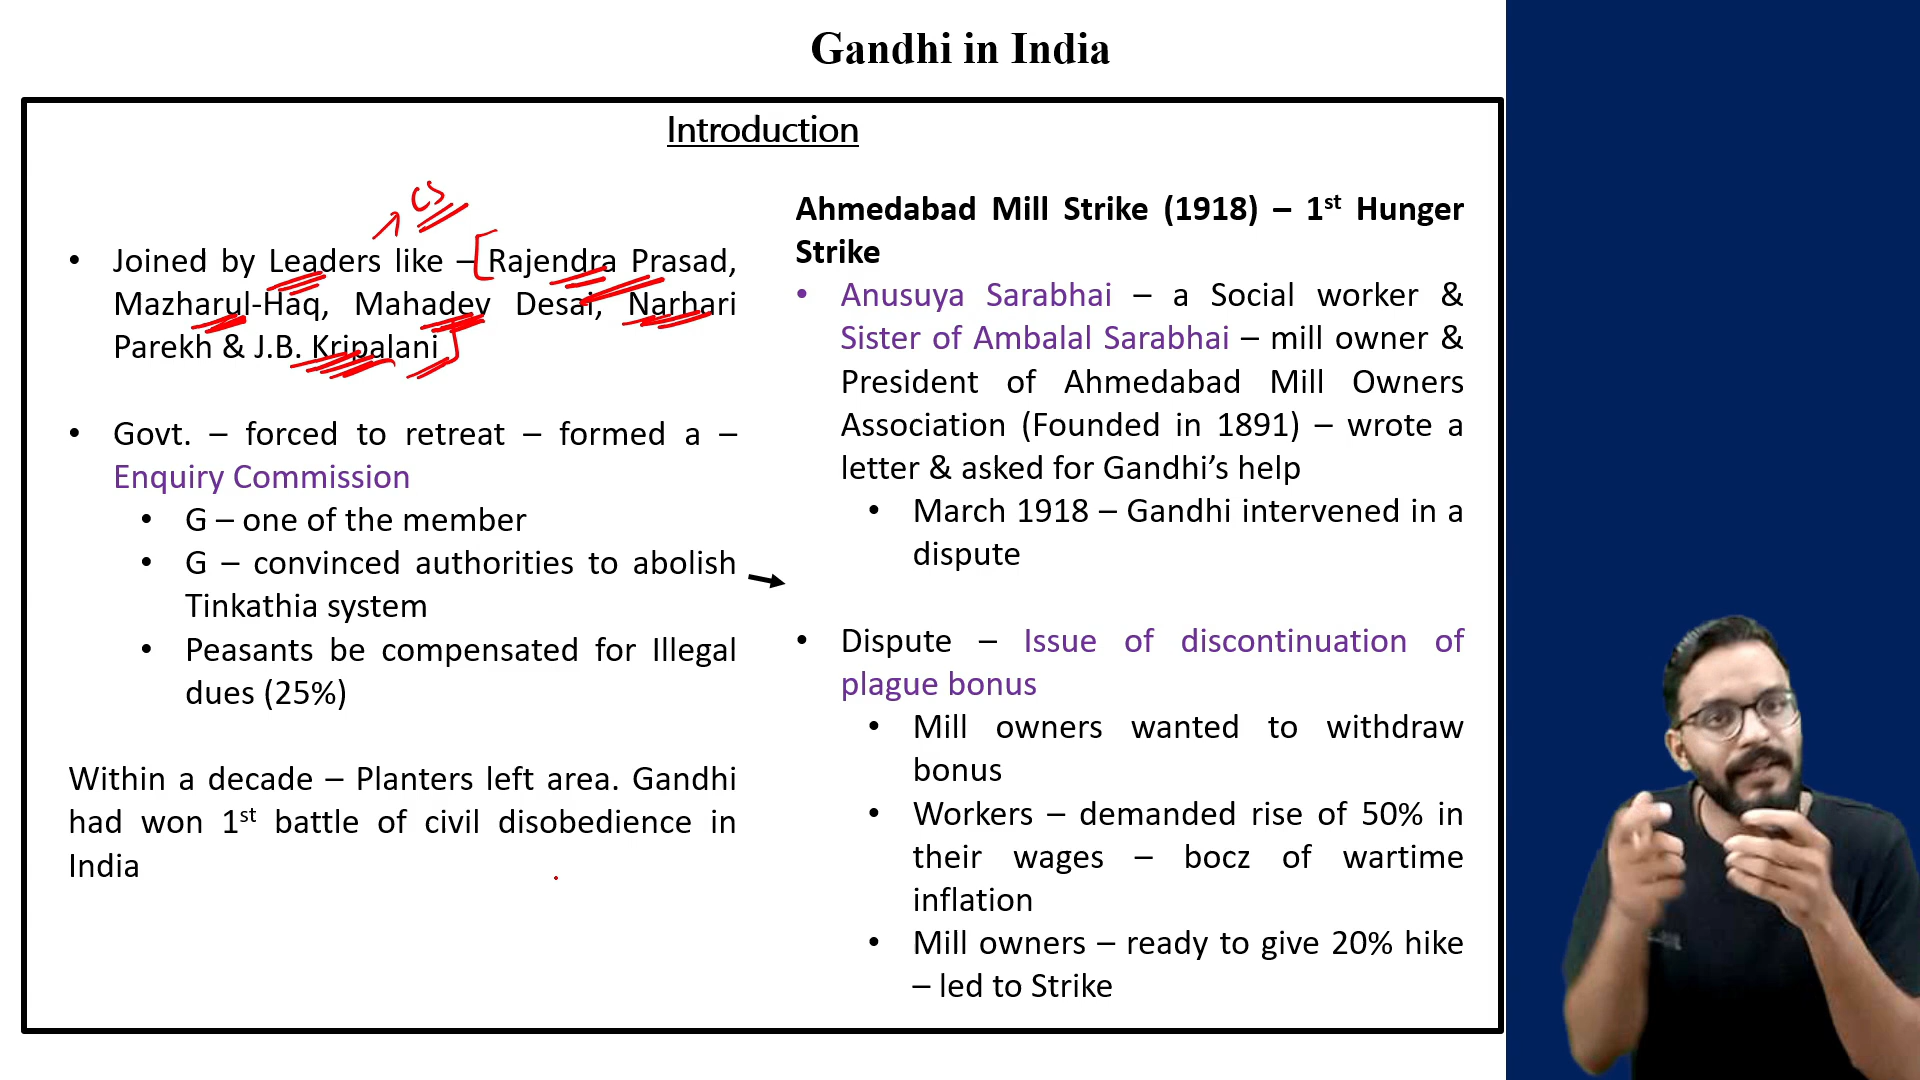 Gandhi in India
Introduction
CS
• Joined by Leaders like – [Rajendra Prasad,
Mazharul-Haq, Mahadev Desai, Narhari
Parekh & J.B. Kripalani]
• Govt. – forced to retreat – formed a –
Enquiry Commission
• G – one of the member
• G – convinced authorities to abolish
Tinkathia system
• Peasants be compensated for Illegal
dues (25%)
Within a decade – Planters left area. Gandhi
had won 1st battle of civil disobedience in
India
Ahmedabad Mill Strike (1918) – 1st Hunger
Strike
• Anusuya Sarabhai – a Social worker &
Sister of Ambalal Sarabhai – mill owner &
President of Ahmedabad Mill Owners
Association (Founded in 1891) – wrote a
letter & asked for Gandhi’s help
• March 1918 – Gandhi intervened in a
dispute
• Dispute – Issue of discontinuation of
plague bonus
• Mill owners wanted to withdraw
bonus
• Workers – demanded rise of 50% in
their wages – bocz of wartime
inflation
• Mill owners – ready to give 20% hike
– led to Strike